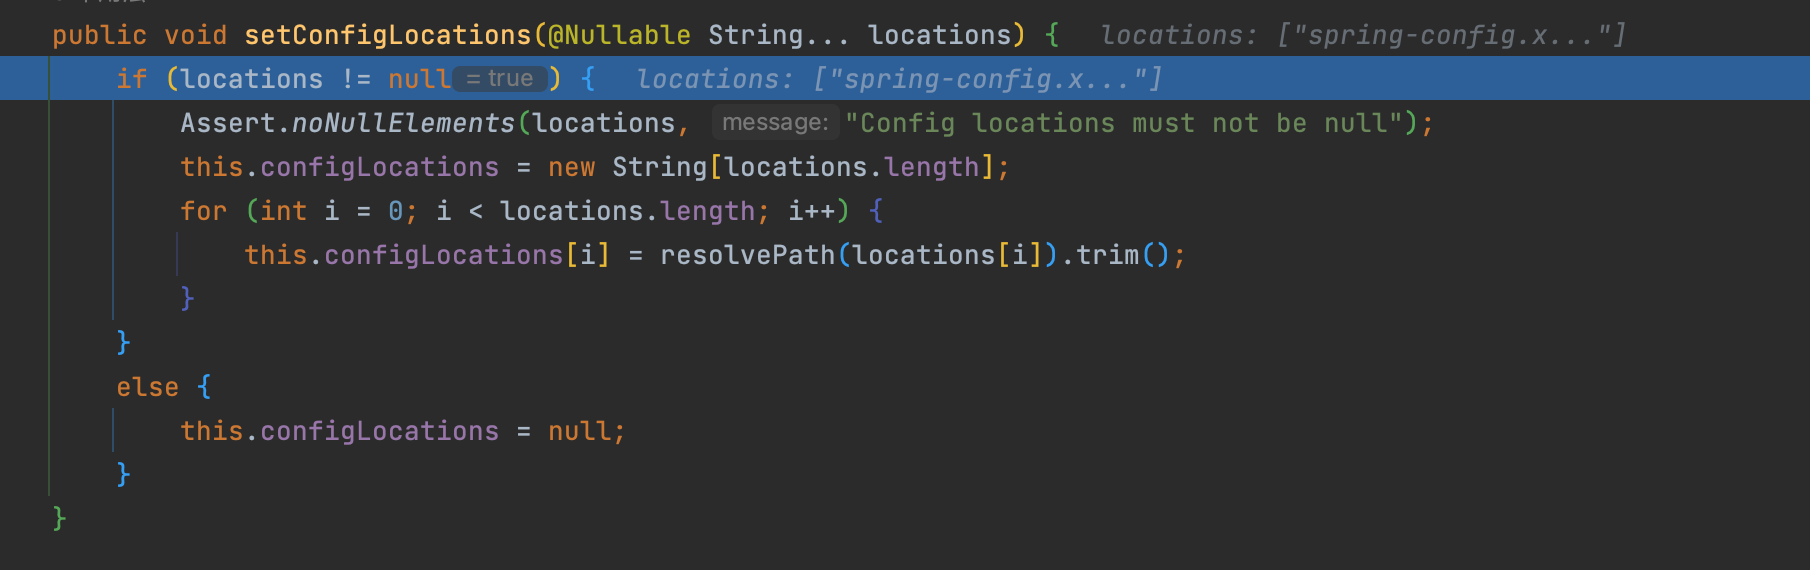 public void setConfigLocations(@Nullable String... locations) {  locations: ["spring-config.x..."]
if (locations != null = true ) {  locations: ["spring-config.x..."]
Assert.noNullElements(locations, message: "Config locations must not be null");
this.configLocations = new String[locations.length];
for (int i = 0; i < locations.length; i++) {
this.configLocations[i] = resolvePath(locations[i]).trim();
}
}
else {
this.configLocations = null;
}
}